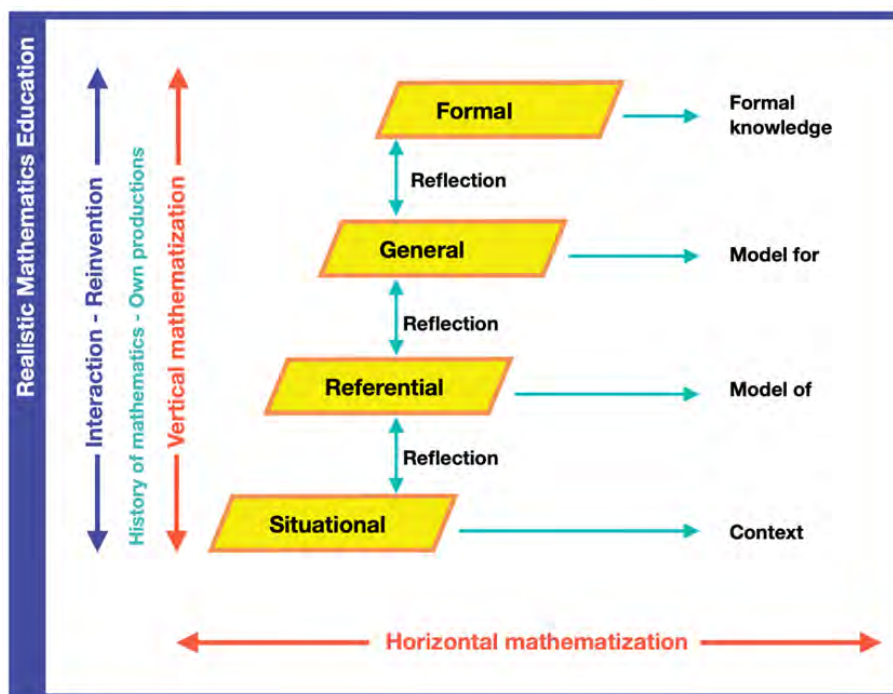 Realistic Mathematics Education
Interaction - Reinvention
History of mathematics - Own productions
Vertical mathematization
Formal
Formal
knowledge
Reflection
General
Model for
Reflection
Referential
Model of
Reflection
Situational
Context
Horizontal mathematization